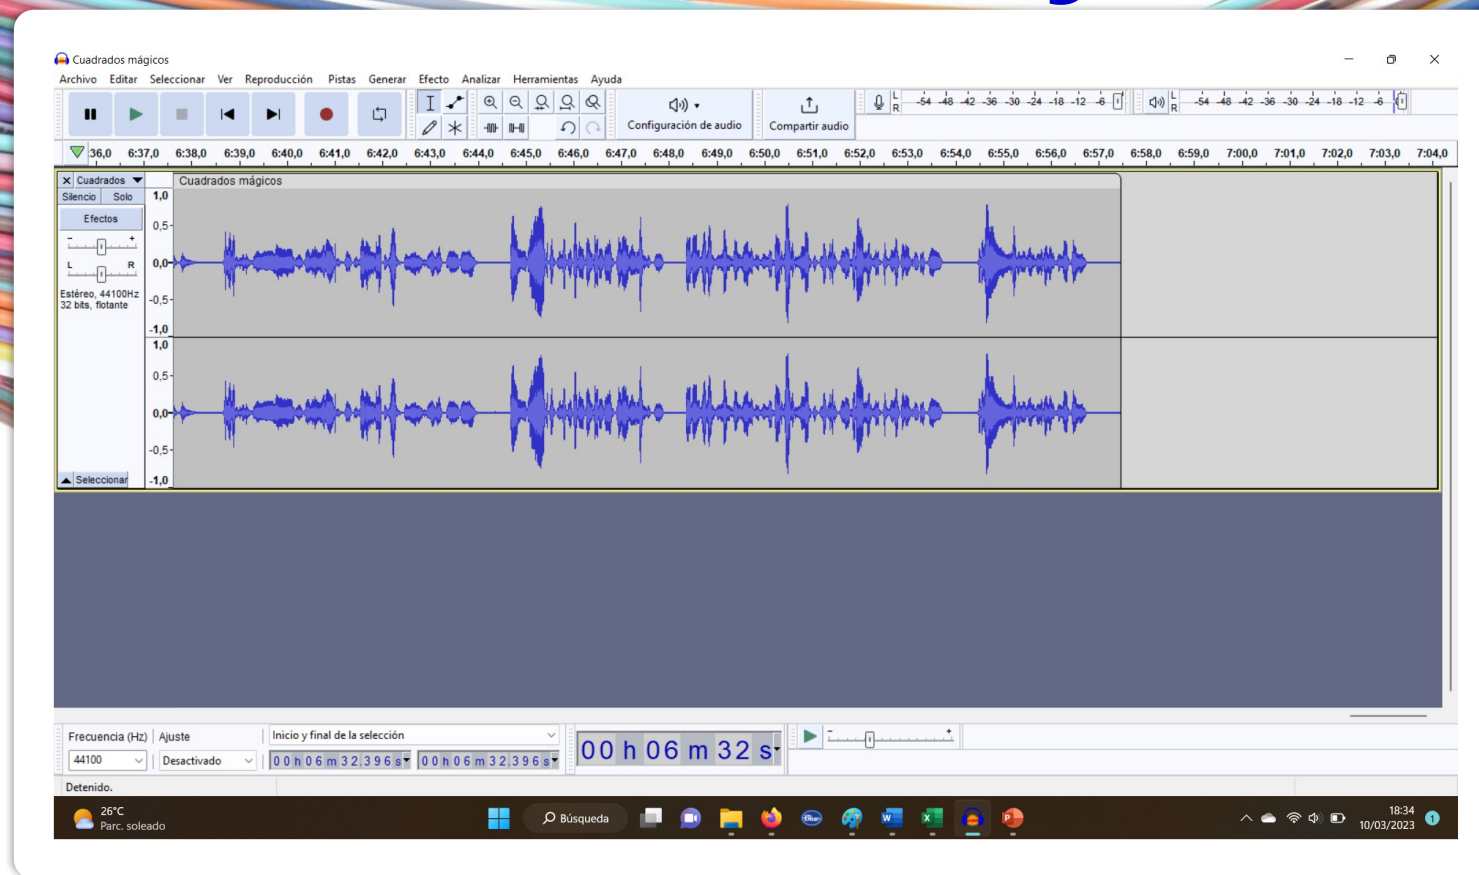 Cuadrados mágicos
Archivo Editar Seleccionar Ver Reproducción Pistas Generar Efecto Analizar Herramientas Ayuda
Configuración de audio
Compartir audio
L
R
-54 -48 -42 -36 -30 -24 -18 -12 -6
L
R
-54 -48 -42 -36 -30 -24 -18 -12 -6
36,0 6:37,0 6:38,0 6:39,0 6:40,0 6:41,0 6:42,0 6:43,0 6:44,0 6:45,0 6:46,0 6:47,0 6:48,0 6:49,0 6:50,0 6:51,0 6:52,0 6:53,0 6:54,0 6:55,0 6:56,0 6:57,0 6:58,0 6:59,0 7:00,0 7:01,0 7:02,0 7:03,0 7:04,0
Cuadrados
Cuadrados mágicos
Silencio Solo
Efectos
- +
L R
Estéreo, 44100Hz
32 bits, flotante
Seleccionar
1,0
0,5
0,0
-0,5
-1,0
1,0
0,5
0,0
-0,5
-1,0
Frecuencia (Hz) Ajuste
Inicio y final de la selección
44100
Desactivado
00 h 06 m 32.396 s
00 h 06 m 32.396 s
00 h 06 m 32 s
- +
Detenido.
26°C
Parc. soleado
Búsqueda
Blue
W
X
P
18:34
10/03/2023
1